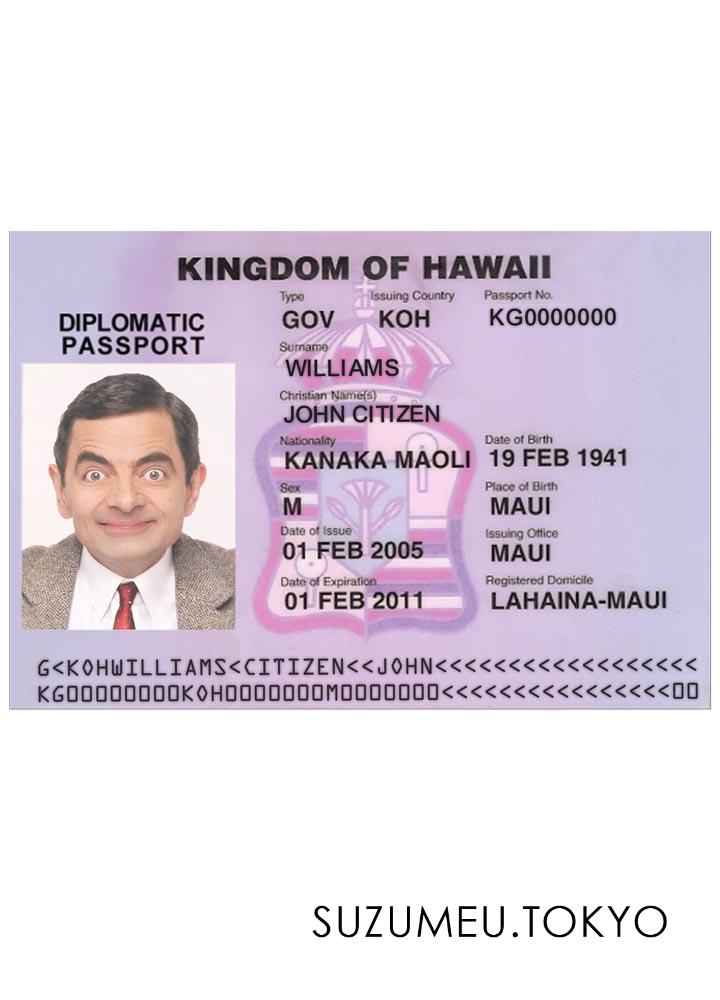 KINGDOM OF HAWAII
DIPLOMATIC
PASSPORT
Type Issuing Country Passport No.
GOV KOH KG0000000
Surname
WILLIAMS
Christian Name(s)
JOHN CITIZEN
Nationality Date of Birth
KANAKA MAOLI 19 FEB 1941
Sex Place of Birth
M MAUI
Date of Issue Issuing Office
01 FEB 2005 MAUI
Date of Expiration Registered Domicile
01 FEB 2011 LAHAINA-MAUI
G<KOHWILLIAMS<CITIZEN<<JOHN<<<<<<<<<<<<<<<<<<
KG00000000KOH0000000M0000000<<<<<<<<<<<<<<<<00
SUZUMEU.TOKYO